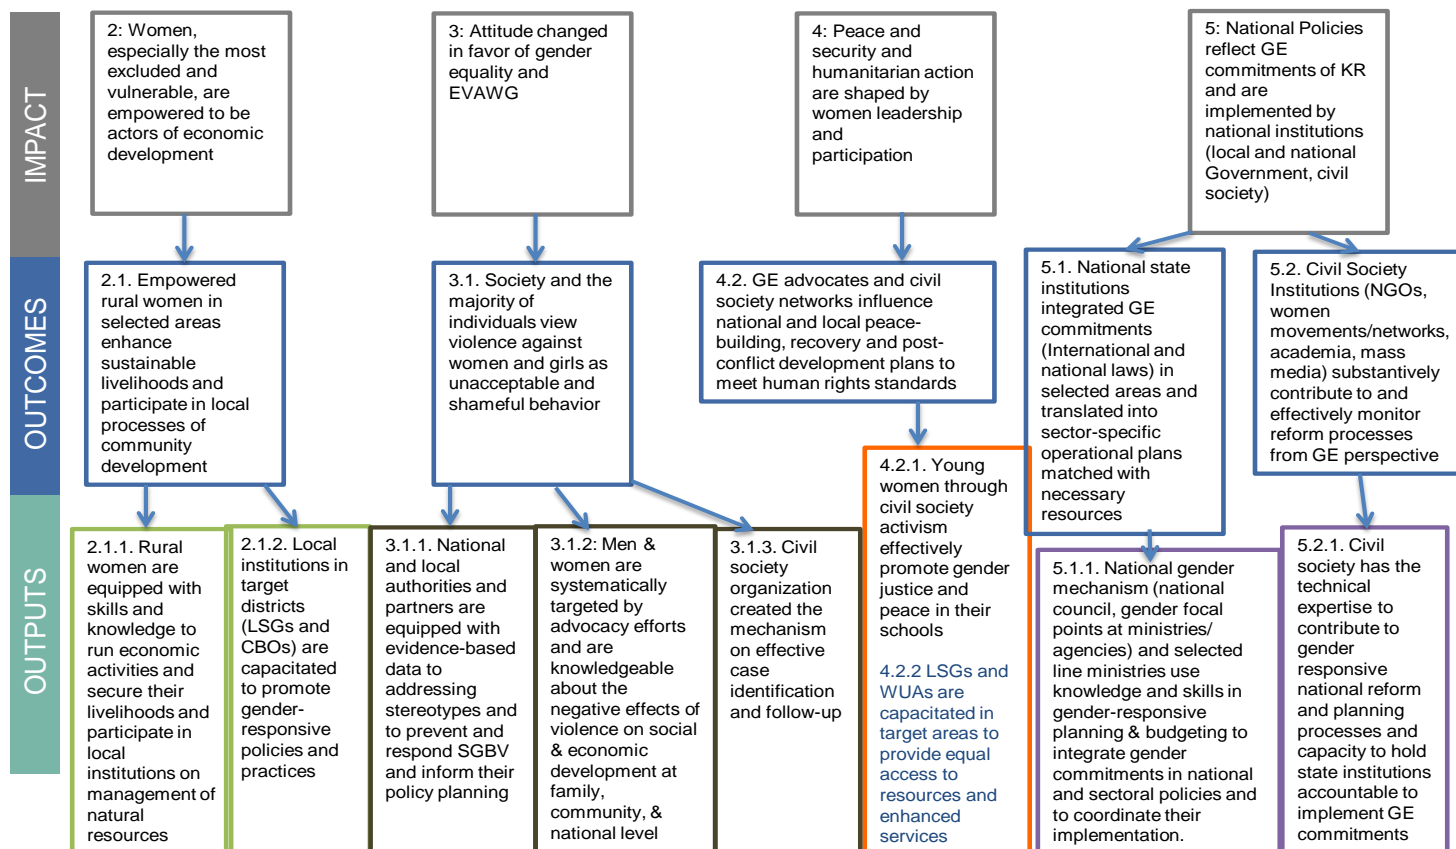 IMPACT
2: Women,
especially the most
excluded and
vulnerable, are
empowered to be
actors of economic
development
3: Attitude changed
in favor of gender
equality and
EVAWG
4: Peace and
security and
humanitarian action
are shaped by
women leadership
and
participation
5: National Policies
reflect GE
commitments of KR
and are
implemented by
national institutions
(local and national
Government, civil
society)
OUTCOMES
2.1. Empowered
rural women in
selected areas
enhance
sustainable
livelihoods and
participate in local
processes of
community
development
3.1. Society and the
majority of
individuals view
violence against
women and girls as
unacceptable and
shameful behavior
4.2. GE advocates and civil
society networks influence
national and local peace-
building, recovery and post-
conflict development plans to
meet human rights standards
5.1. National state
institutions
integrated GE
commitments
(International and
national laws) in
selected areas and
translated into
sector-specific
operational plans
matched with
necessary
resources
5.2. Civil Society
Institutions (NGOs,
women
movements/networks,
academia, mass
media) substantively
contribute to and
effectively monitor
reform processes
from GE perspective
OUTPUTS
2.1.1. Rural
women are
equipped with
skills and
knowledge to
run economic
activities and
secure their
livelihoods and
participate in
local
institutions on
management of
natural
resources
2.1.2. Local
institutions in
target
districts
(LSGs and
CBOs) are
capacitated
to promote
gender-
responsive
policies and
practices
3.1.1. National
and local
authorities and
partners are
equipped with
evidence-based
data to
addressing
stereotypes and
to prevent and
respond SGBV
and inform their
policy planning
3.1.2: Men &
women are
systematically
targeted by
advocacy efforts
and are
knowledgeable
about the
negative effects of
violence on social
& economic
development at
family,
community, &
national level
3.1.3. Civil
society
organization
created the
mechanism
on effective
case
identification
and follow-up
4.2.1. Young
women through
civil society
activism
effectively
promote gender
justice and
peace in their
schools
4.2.2 LSGs and
WUAs are
capacitated in
target areas to
provide equal
access to
resources and
enhanced
services
5.1.1. National gender
mechanism (national
council, gender focal
points at ministries/
agencies) and selected
line ministries use
knowledge and skills in
gender-responsive
planning & budgeting to
integrate gender
commitments in national
and sectoral policies and
to coordinate their
implementation.
5.2.1. Civil
society has the
technical
expertise to
contribute to
gender
responsive
national reform
and planning
processes and
capacity to hold
state institutions
accountable to
implement GE
commitments